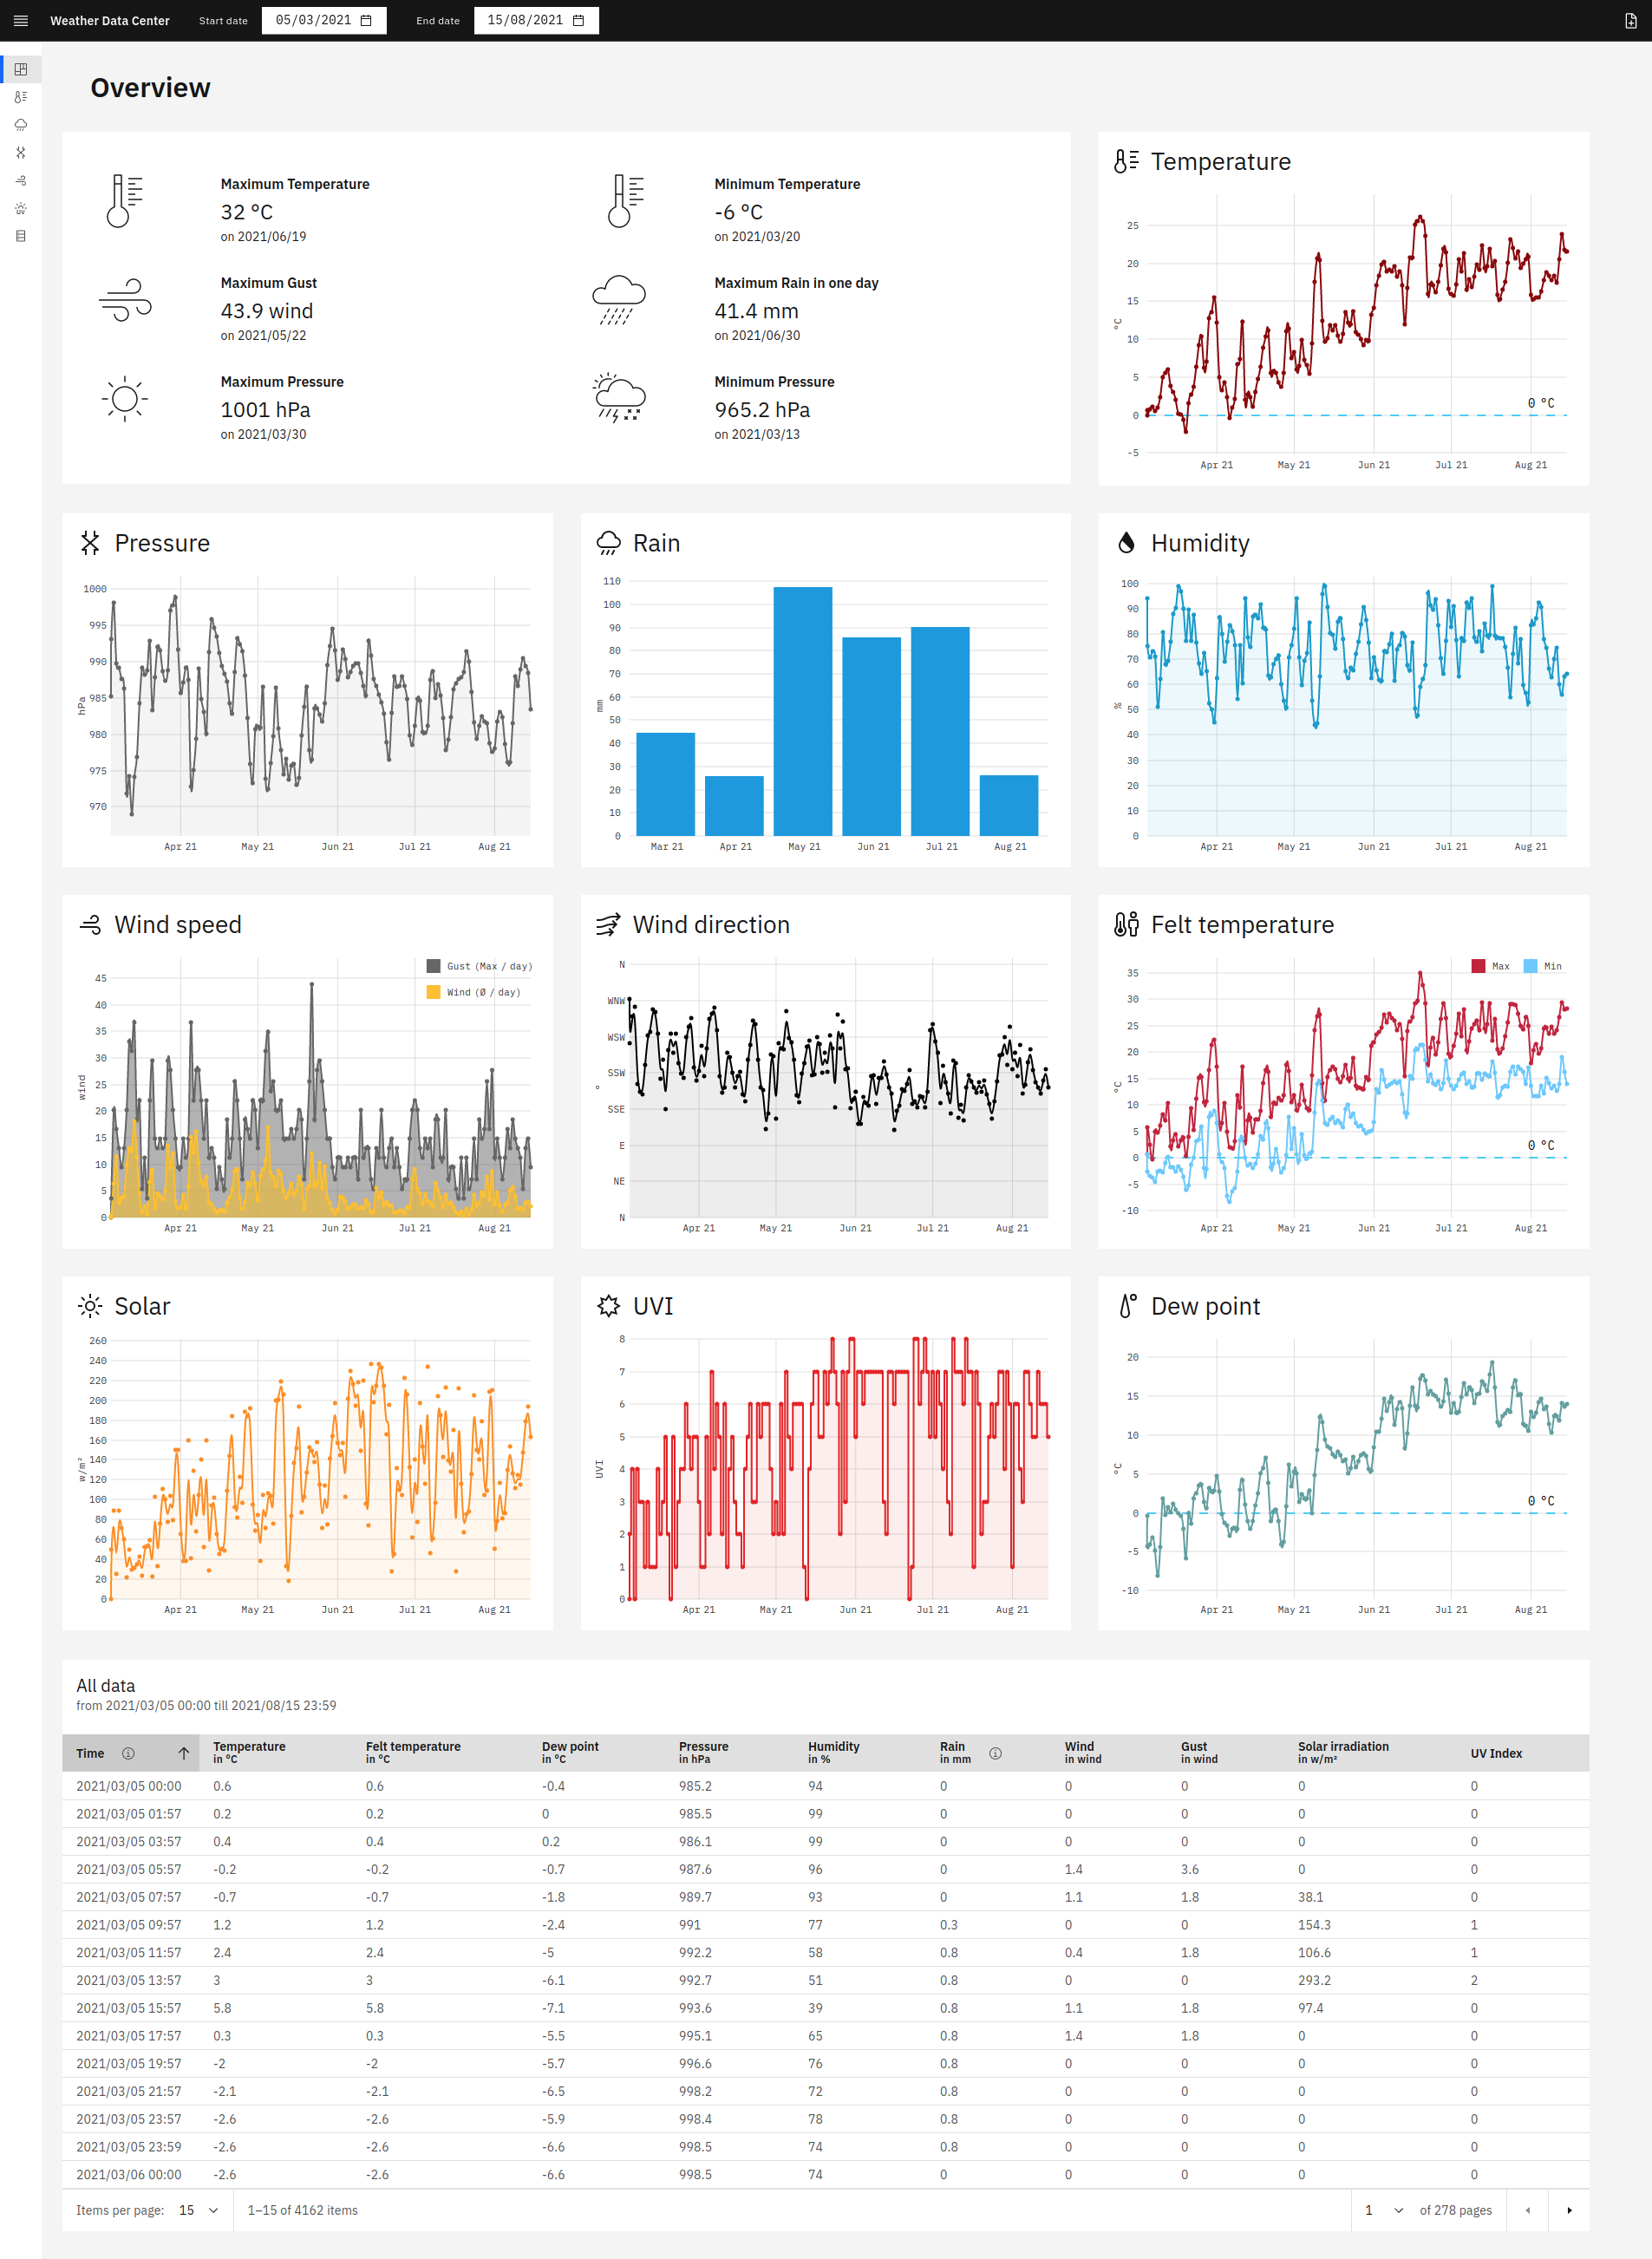 Weather Data Center Start date 05/03/2021 End date 15/08/2021
Overview
Maximum Temperature
32 °C
on 2021/06/19
Minimum Temperature
-6 °C
on 2021/03/20
Maximum Gust
43.9 wind
on 2021/05/22
Maximum Rain in one day
41.4 mm
on 2021/06/30
Maximum Pressure
1001 hPa
on 2021/03/30
Minimum Pressure
965.2 hPa
on 2021/03/13
Temperature
25
20
15
10
5
0
-5
°C
0 °C
Apr 21 May 21 Jun 21 Jul 21 Aug 21
Pressure
1000
995
990
985
980
975
970
hPa
Apr 21 May 21 Jun 21 Jul 21 Aug 21
Rain
110
100
90
80
70
60
50
40
30
20
10
0
mm
Mar 21 Apr 21 May 21 Jun 21 Jul 21 Aug 21
Humidity
100
90
80
70
60
50
40
30
20
10
0
%
Apr 21 May 21 Jun 21 Jul 21 Aug 21
Wind speed
Gust (Max / day)
Wind (Ø / day)
45
40
35
30
25
20
15
10
5
0
wind
Apr 21 May 21 Jun 21 Jul 21 Aug 21
Wind direction
N
WNW
WSW
SSW
SSE
E
NE
N
°
Apr 21 May 21 Jun 21 Jul 21 Aug 21
Felt temperature
Max Min
35
30
25
20
15
10
5
0
-5
-10
°C
0 °C
Apr 21 May 21 Jun 21 Jul 21 Aug 21
Solar
260
240
220
200
180
160
140
120
100
80
60
40
20
0
w/m²
Apr 21 May 21 Jun 21 Jul 21 Aug 21
UVI
8
7
6
5
4
3
2
1
0
UVI
Apr 21 May 21 Jun 21 Jul 21 Aug 21
Dew point
20
15
10
5
0
-5
-10
°C
0 °C
Apr 21 May 21 Jun 21 Jul 21 Aug 21
All data
from 2021/03/05 00:00 till 2021/08/15 23:59
Time Temperature in °C Felt temperature in °C Dew point in °C Pressure in hPa Humidity in % Rain in mm Wind in wind Gust in wind Solar irradiation in w/m² UV Index
2021/03/05 00:00 0.6 0.6 -0.4 985.2 94 0 0 0 0 0
2021/03/05 01:57 0.2 0.2 0 985.5 99 0 0 0 0 0
2021/03/05 03:57 0.4 0.4 0.2 986.1 99 0 0 0 0 0
2021/03/05 05:57 -0.2 -0.2 -0.7 987.6 96 0 1.4 3.6 0 0
2021/03/05 07:57 -0.7 -0.7 -1.8 989.7 93 0 1.1 1.8 38.1 0
2021/03/05 09:57 1.2 1.2 -2.4 991 77 0.3 0 0 154.3 1
2021/03/05 11:57 2.4 2.4 -5 992.2 58 0.8 0.4 1.8 106.6 1
2021/03/05 13:57 3 3 -6.1 992.7 51 0.8 0 0 293.2 2
2021/03/05 15:57 5.8 5.8 -7.1 993.6 39 0.8 1.1 1.8 97.4 0
2021/03/05 17:57 0.3 0.3 -5.5 995.1 65 0.8 1.4 1.8 0 0
2021/03/05 19:57 -2 -2 -5.7 996.6 76 0.8 0 0 0 0
2021/03/05 21:57 -2.1 -2.1 -6.5 998.2 72 0.8 0 0 0 0
2021/03/05 23:57 -2.6 -2.6 -5.9 998.4 78 0.8 0 0 0 0
2021/03/05 23:59 -2.6 -2.6 -6.6 998.5 74 0.8 0 0 0 0
2021/03/06 00:00 -2.6 -2.6 -6.6 998.5 74 0 0 0 0 0
Items per page: 15 1–15 of 4162 items 1 of 278 pages